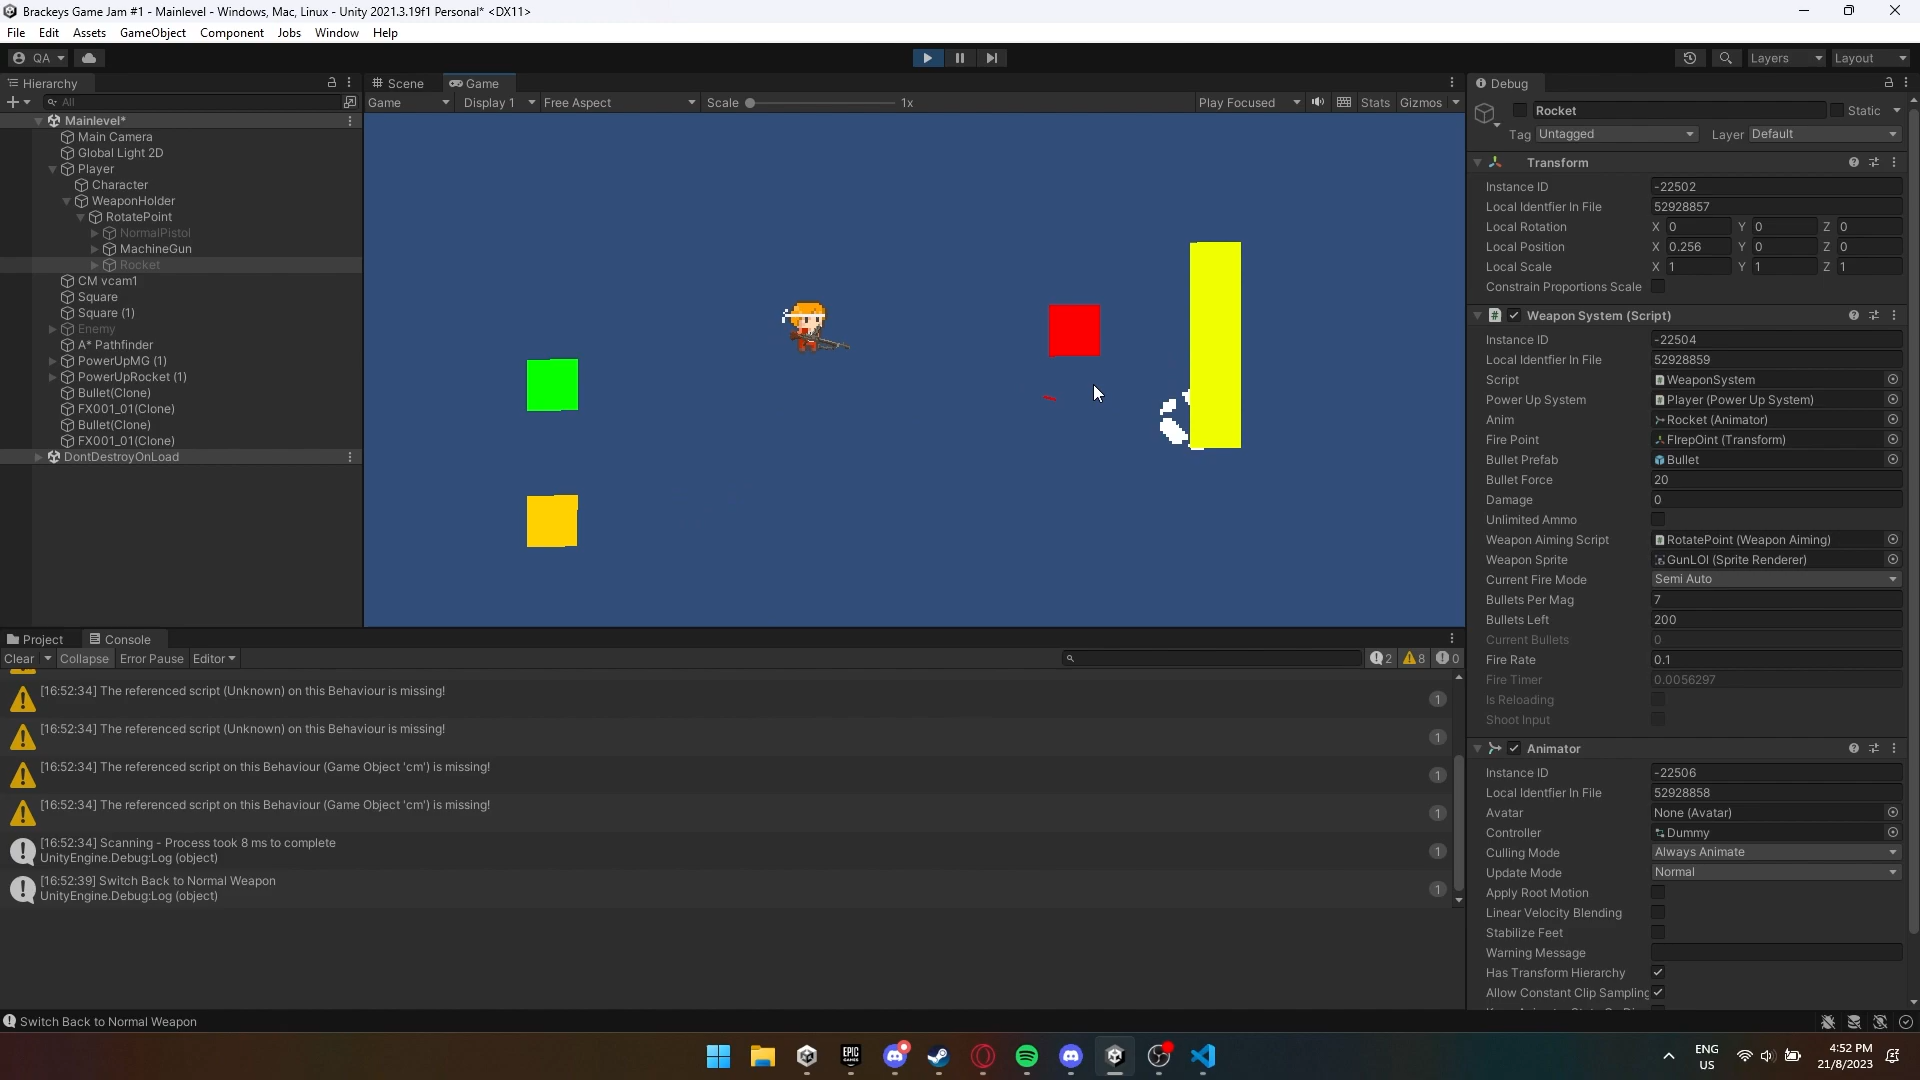 Brackeys Game Jam #1 - Mainlevel - Windows, Mac, Linux - Unity 2021.3.19f1 Personal* <DX11>
File Edit Assets GameObject Component Jobs Window Help
QA
Layers
Layout
Hierarchy
All
Mainlevel*
Main Camera
Global Light 2D
Player
Character
WeaponHolder
RotatePoint
NormalPistol
MachineGun
Rocket
CM vcam1
Square
Square (1)
Enemy
A* Pathfinder
PowerUpMG (1)
PowerUpRocket (1)
Bullet(Clone)
FX001_01(Clone)
Bullet(Clone)
FX001_01(Clone)
DontDestroyOnLoad
Scene
Game
Game
Display 1
Free Aspect
Scale
1x
Play Focused
Stats
Gizmos
Project
Console
Clear
Collapse
Error Pause
Editor
2
8
0
[16:52:34] The referenced script (Unknown) on this Behaviour is missing!
1
[16:52:34] The referenced script (Unknown) on this Behaviour is missing!
1
[16:52:34] The referenced script on this Behaviour (Game Object 'cm') is missing!
1
[16:52:34] The referenced script on this Behaviour (Game Object 'cm') is missing!
1
[16:52:34] Scanning - Process took 8 ms to complete
UnityEngine.Debug:Log (object)
1
[16:52:39] Switch Back to Normal Weapon
UnityEngine.Debug:Log (object)
1
Debug
Rocket
Static
Tag Untagged
Layer Default
Transform
Instance ID -22502
Local Identfier In File 52928857
Local Rotation X 0 Y 0 Z 0
Local Position X 0.256 Y 0 Z 0
Local Scale X 1 Y 1 Z 1
Constrain Proportions Scale
Weapon System (Script)
Instance ID -22504
Local Identfier In File 52928859
Script WeaponSystem
Power Up System Player (Power Up System)
Anim Rocket (Animator)
Fire Point FIrepOint (Transform)
Bullet Prefab Bullet
Bullet Force 20
Damage 0
Unlimited Ammo
Weapon Aiming Script RotatePoint (Weapon Aiming)
Weapon Sprite GunLOl (Sprite Renderer)
Current Fire Mode Semi Auto
Bullets Per Mag 7
Bullets Left 200
Current Bullets 0
Fire Rate 0.1
Fire Timer 0.0056297
Is Reloading
Shoot Input
Animator
Instance ID -22506
Local Identfier In File 52928858
Avatar None (Avatar)
Controller Dummy
Culling Mode Always Animate
Update Mode Normal
Apply Root Motion
Linear Velocity Blending
Stabilize Feet
Warning Message
Has Transform Hierarchy
Allow Constant Clip Sampling
Switch Back to Normal Weapon
EPIC
GAMES
ENG
US
4:52 PM
21/8/2023